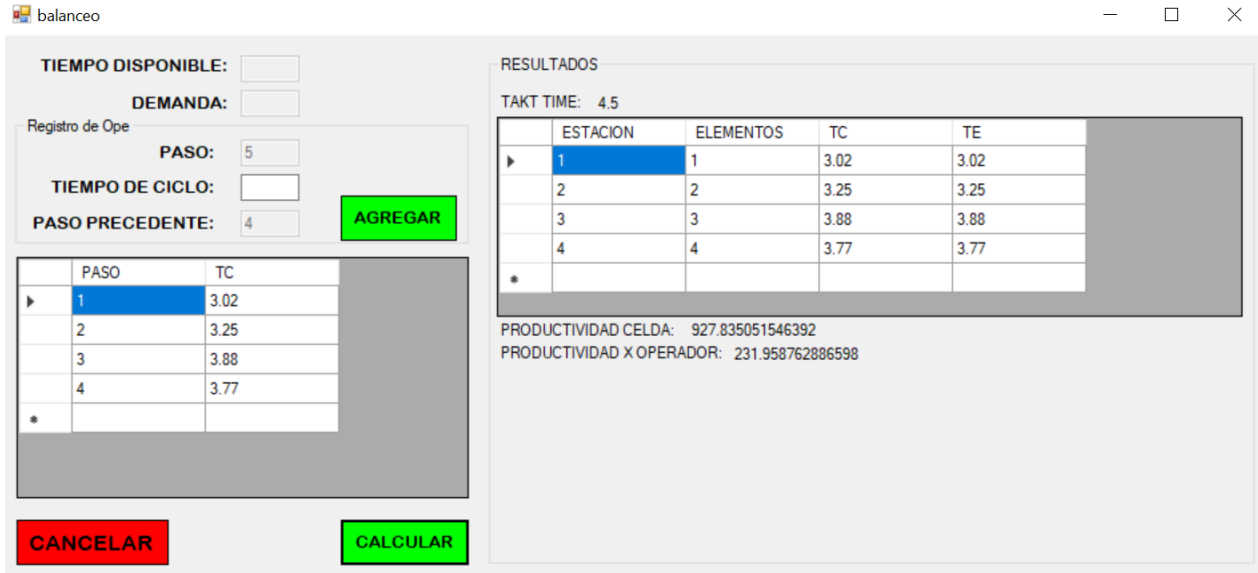 balanceo
TIEMPO DISPONIBLE:
DEMANDA:
Registro de Ope
PASO: 5
TIEMPO DE CICLO:
PASO PRECEDENTE: 4
AGREGAR
PASO TC
1 3.02
2 3.25
3 3.88
4 3.77
*
CANCELAR
CALCULAR
RESULTADOS
TAKT TIME: 4.5
ESTACION ELEMENTOS TC TE
1 1 3.02 3.02
2 2 3.25 3.25
3 3 3.88 3.88
4 4 3.77 3.77
*
PRODUCTIVIDAD CELDA: 927.835051546392
PRODUCTIVIDAD X OPERADOR: 231.958762886598